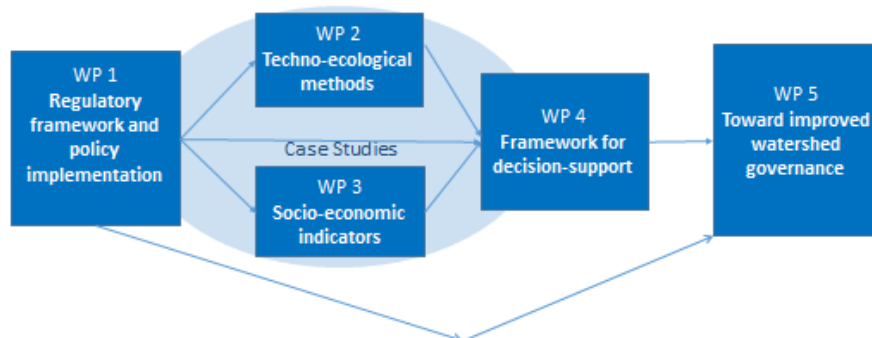 WP 1
Regulatory
framework and
policy
implementation
WP 2
Techno-ecological
methods
Case Studies
WP 3
Socio-economic
indicators
WP 4
Framework for
decision-support
WP 5
Toward improved
watershed
governance